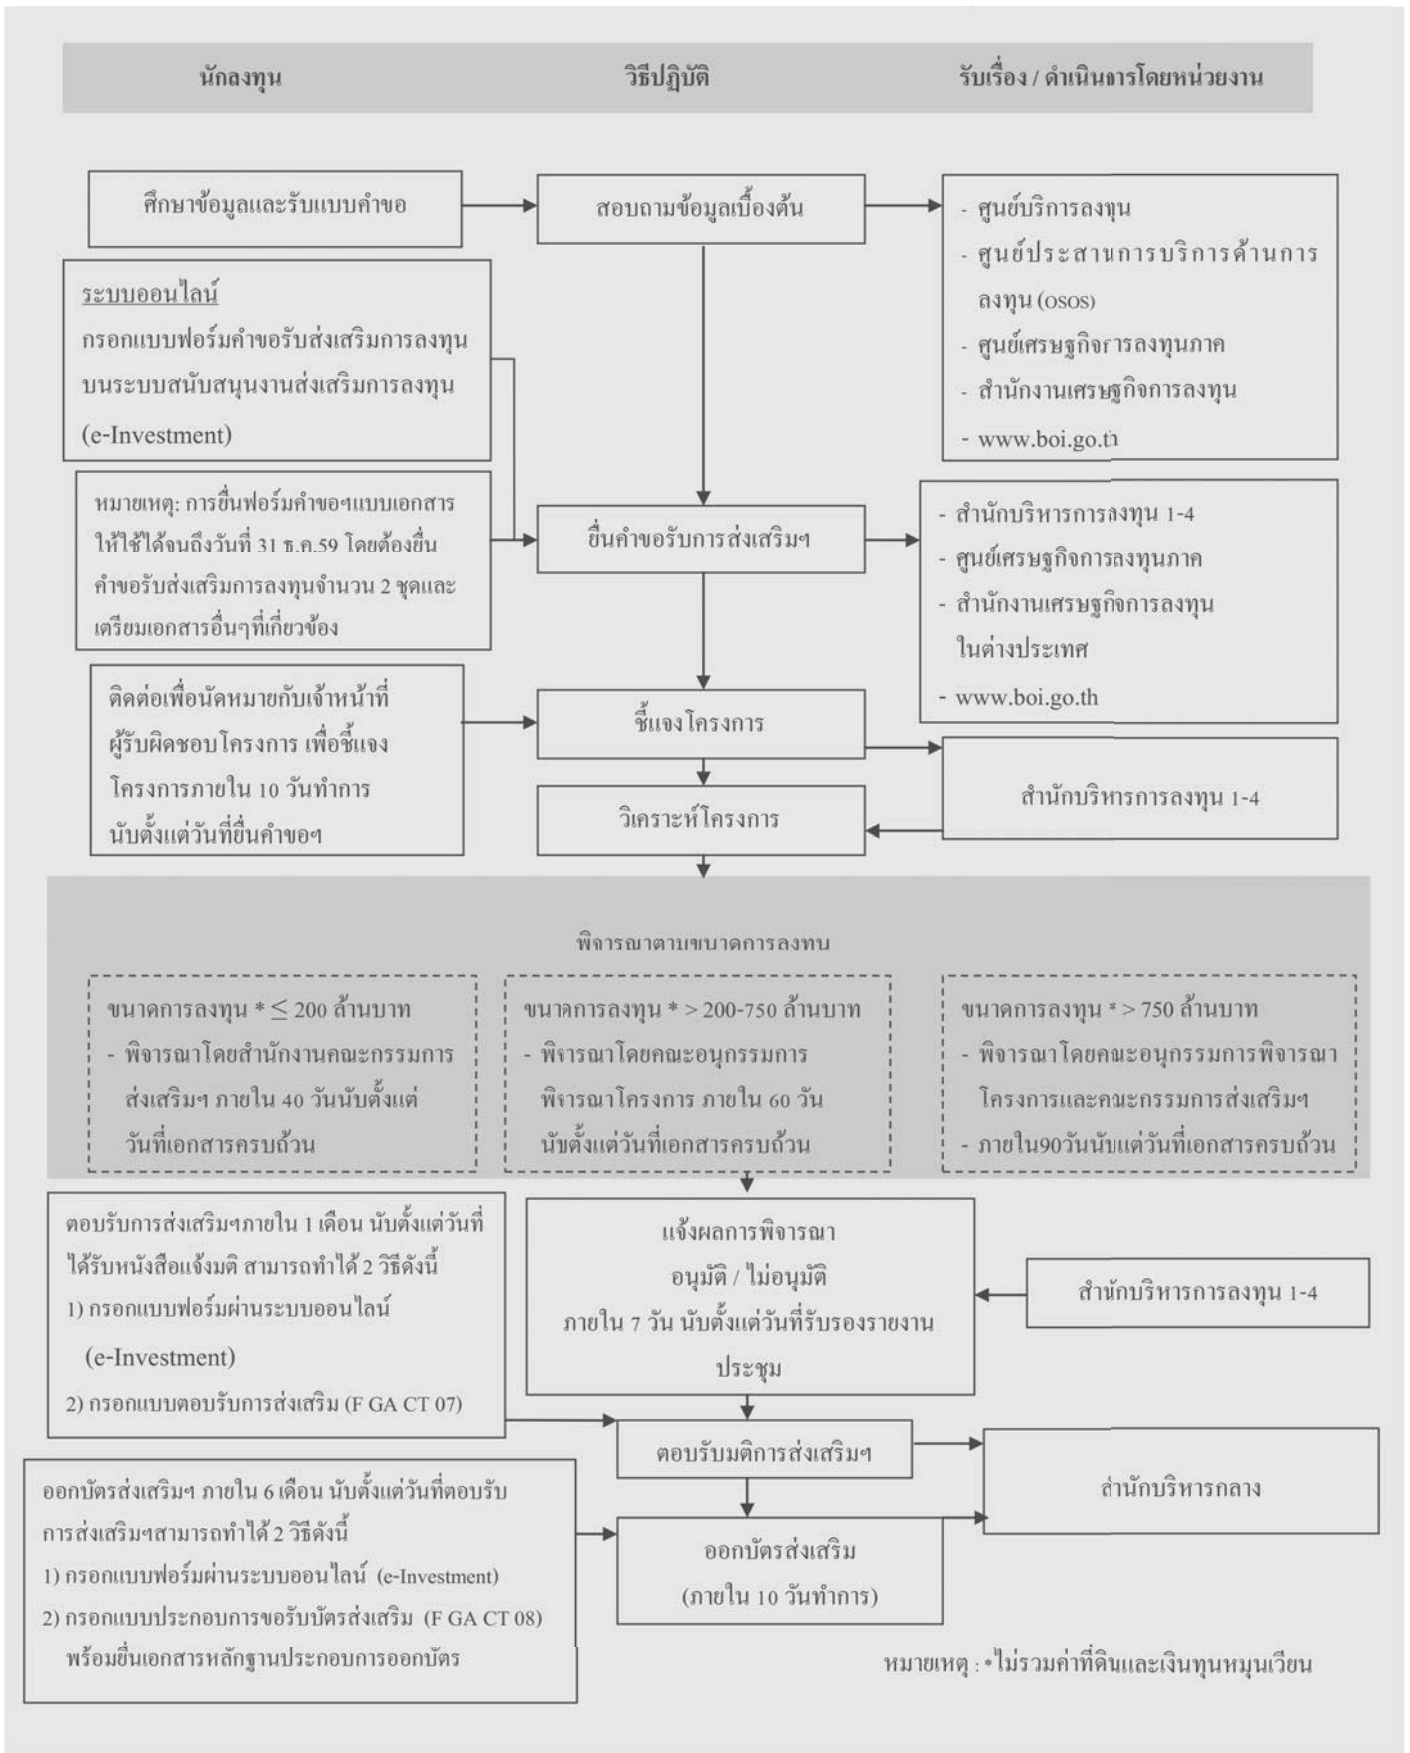 นักลงทุน
วิธีปฏิบัติ
รับเรื่อง / ดำเนินการโดยหน่วยงาน
ศึกษาข้อมูลและรับแบบคำขอ
สอบถามข้อมูลเบื้องต้น
- ศูนย์บริการลงทุน
- ศูนย์ประสานการบริการด้านการ
ลงทุน (OSOS)
- ศูนย์เศรษฐกิจการลงทุนภาค
- สำนักงานเศรษฐกิจการลงทุน
- www.boi.go.th
ระบบออนไลน์
กรอกแบบฟอร์มคำขอรับส่งเสริมการลงทุน
บนระบบสนับสนุนงานส่งเสริมการลงทุน
(e-Investment)
หมายเหตุ: การยื่นฟอร์มคำขอฯแบบเอกสาร
ให้ใช้ได้จนถึงวันที่ 31 ธ.ค.59 โดยต้องยื่น
คำขอรับส่งเสริมการลงทุนจำนวน 2 ชุดและ
เตรียมเอกสารอื่นๆที่เกี่ยวข้อง
ยื่นคำขอรับการส่งเสริมฯ
- สำนักบริหารการลงทุน 1-4
- ศูนย์เศรษฐกิจการลงทุนภาค
- สำนักงานเศรษฐกิจการลงทุน
ในต่างประเทศ
- www.boi.go.th
ติดต่อเพื่อนัดหมายกับเจ้าหน้าที่
ผู้รับผิดชอบโครงการ เพื่อชี้แจง
โครงการภายใน 10 วันทำการ
นับตั้งแต่วันที่ยื่นคำขอฯ
ชี้แจงโครงการ
วิเคราะห์โครงการ
สำนักบริหารการลงทุน 1-4
พิจารณาตามขนาดการลงทุน
ขนาดการลงทุน * ≤ 200 ล้านบาท
- พิจารณาโดยสำนักงานคณะกรรมการ
ส่งเสริมฯ ภายใน 40 วันนับตั้งแต่
วันที่เอกสารครบถ้วน
ขนาดการลงทุน * > 200-750 ล้านบาท
- พิจารณาโดยคณะอนุกรรมการ
พิจารณาโครงการ ภายใน 60 วัน
นับตั้งแต่วันที่เอกสารครบถ้วน
ขนาดการลงทุน * > 750 ล้านบาท
- พิจารณาโดยคณะอนุกรรมการพิจารณา
โครงการและคณะกรรมการส่งเสริมฯ
- ภายใน90วันนับแต่วันที่เอกสารครบถ้วน
ตอบรับการส่งเสริมฯภายใน 1 เดือน นับตั้งแต่วันที่
ได้รับหนังสือแจ้งมติ สามารถทำได้ 2 วิธีดังนี้
1) กรอกแบบฟอร์มผ่านระบบออนไลน์
(e-Investment)
2) กรอกแบบตอบรับการส่งเสริม (F GA CT 07)
แจ้งผลการพิจารณา
อนุมัติ / ไม่อนุมัติ
ภายใน 7 วัน นับตั้งแต่วันที่รับรองรายงาน
ประชุม
สำนักบริหารการลงทุน 1-4
ตอบรับมติการส่งเสริมฯ
สำนักบริหารกลาง
ออกบัตรส่งเสริมฯ ภายใน 6 เดือน นับตั้งแต่วันที่ตอบรับ
การส่งเสริมฯสามารถทำได้ 2 วิธีดังนี้
1) กรอกแบบฟอร์มผ่านระบบออนไลน์ (e-Investment)
2) กรอกแบบประกอบการขอรับบัตรส่งเสริม (F GA CT 08)
พร้อมยื่นเอกสารหลักฐานประกอบการออกบัตร
ออกบัตรส่งเสริม
(ภายใน 10 วันทำการ)
หมายเหตุ : *ไม่รวมค่าที่ดินและเงินทุนหมุนเวียน